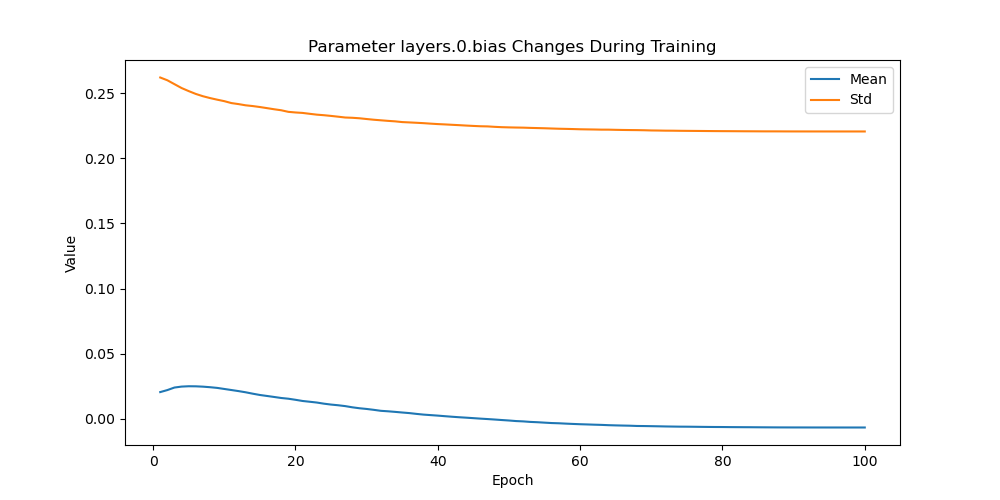 Parameter layers.0.bias Changes During Training
Mean
Std
Value
0.25
0.20
0.15
0.10
0.05
0.00
0 20 40 60 80 100
Epoch